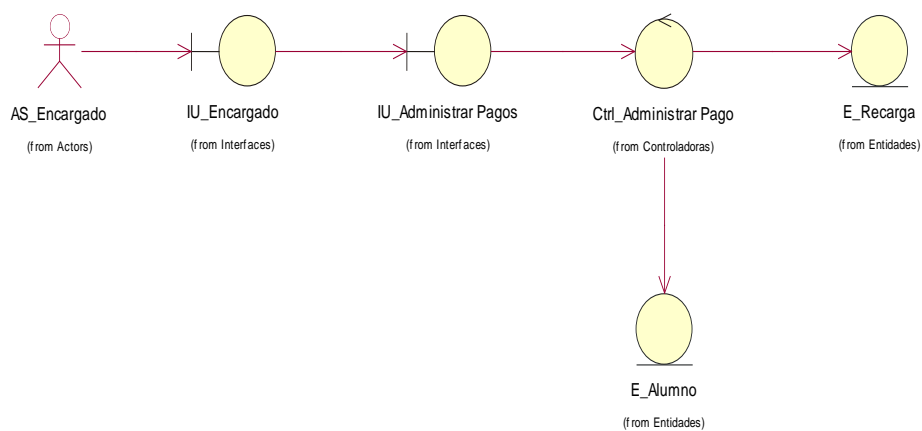 AS_Encargado
(from Actors)
IU_Encargado
(from Interfaces)
IU_Administrar Pagos
(from Interfaces)
Ctrl_Administrar Pago
(from Controladoras)
E_Recarga
(from Entidades)
E_Alumno
(from Entidades)